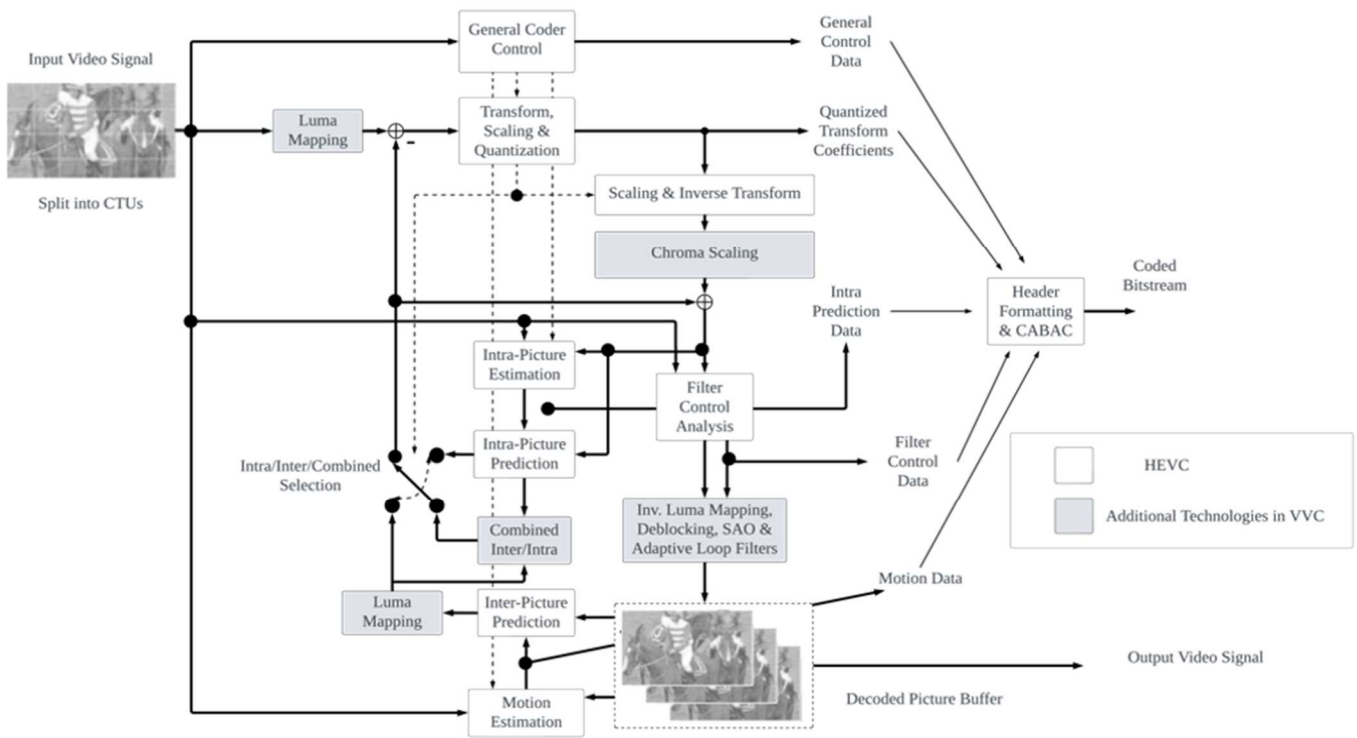 General Coder
Control
General
Control
Data
Input Video Signal
Luma
Mapping
-
Transform,
Scaling &
Quantization
Quantized
Transform
Coefficients
Split into CTUs
Scaling & Inverse Transform
Chroma Scaling
Coded
Bitstream
Intra
Prediction
Data
Header
Formatting
& CABAC
Intra-Picture
Estimation
Filter
Control
Analysis
Intra-Picture
Prediction
Intra/Inter/Combined
Selection
Filter
Control
Data
HEVC
Additional Technologies in VVC
Combined
Inter/Intra
Inv. Luma Mapping,
Deblocking, SAO &
Adaptive Loop Filters
Motion Data
Luma
Mapping
Inter-Picture
Prediction
Output Video Signal
Decoded Picture Buffer
Motion
Estimation